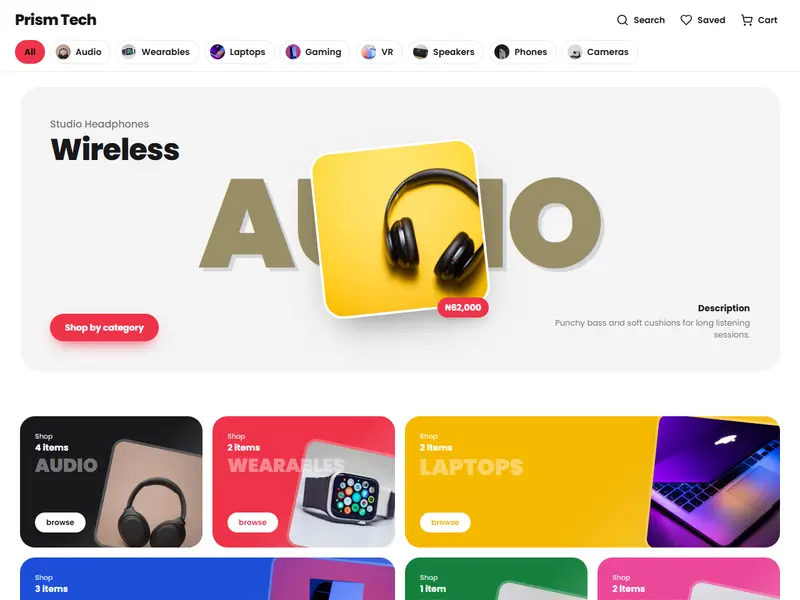 Prism Tech
Search
Saved
Cart
All
Audio
Wearables
Laptops
Gaming
VR
Speakers
Phones
Cameras
Studio Headphones
Wireless
₦62,000
Shop by category
Description
Punchy bass and soft cushions for long listening
sessions.
Shop
4 items
AUDIO
browse
Shop
2 items
WEARABLES
browse
Shop
2 items
LAPTOPS
browse
Shop
3 items
Shop
1 item
Shop
2 items